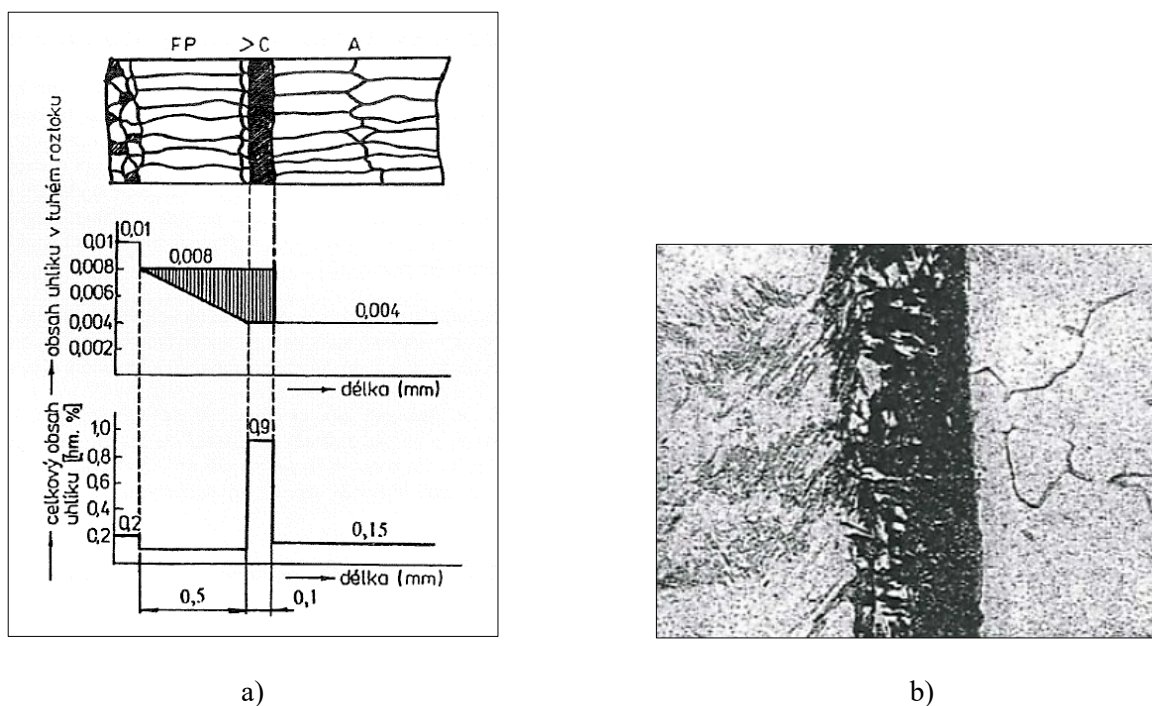 FP >C A
obsah uhlíku v tuhém roztoku
0,01
0,01
0,008
0,008
0,006
0,004
0,004
0,002
délka (mm)
celkový obsah
uhlíku [hm. %]
1,0
0,9
0,8
0,6
0,4
0,2
0,2
0,15
délka (mm)
0,5 0,1
a) b)